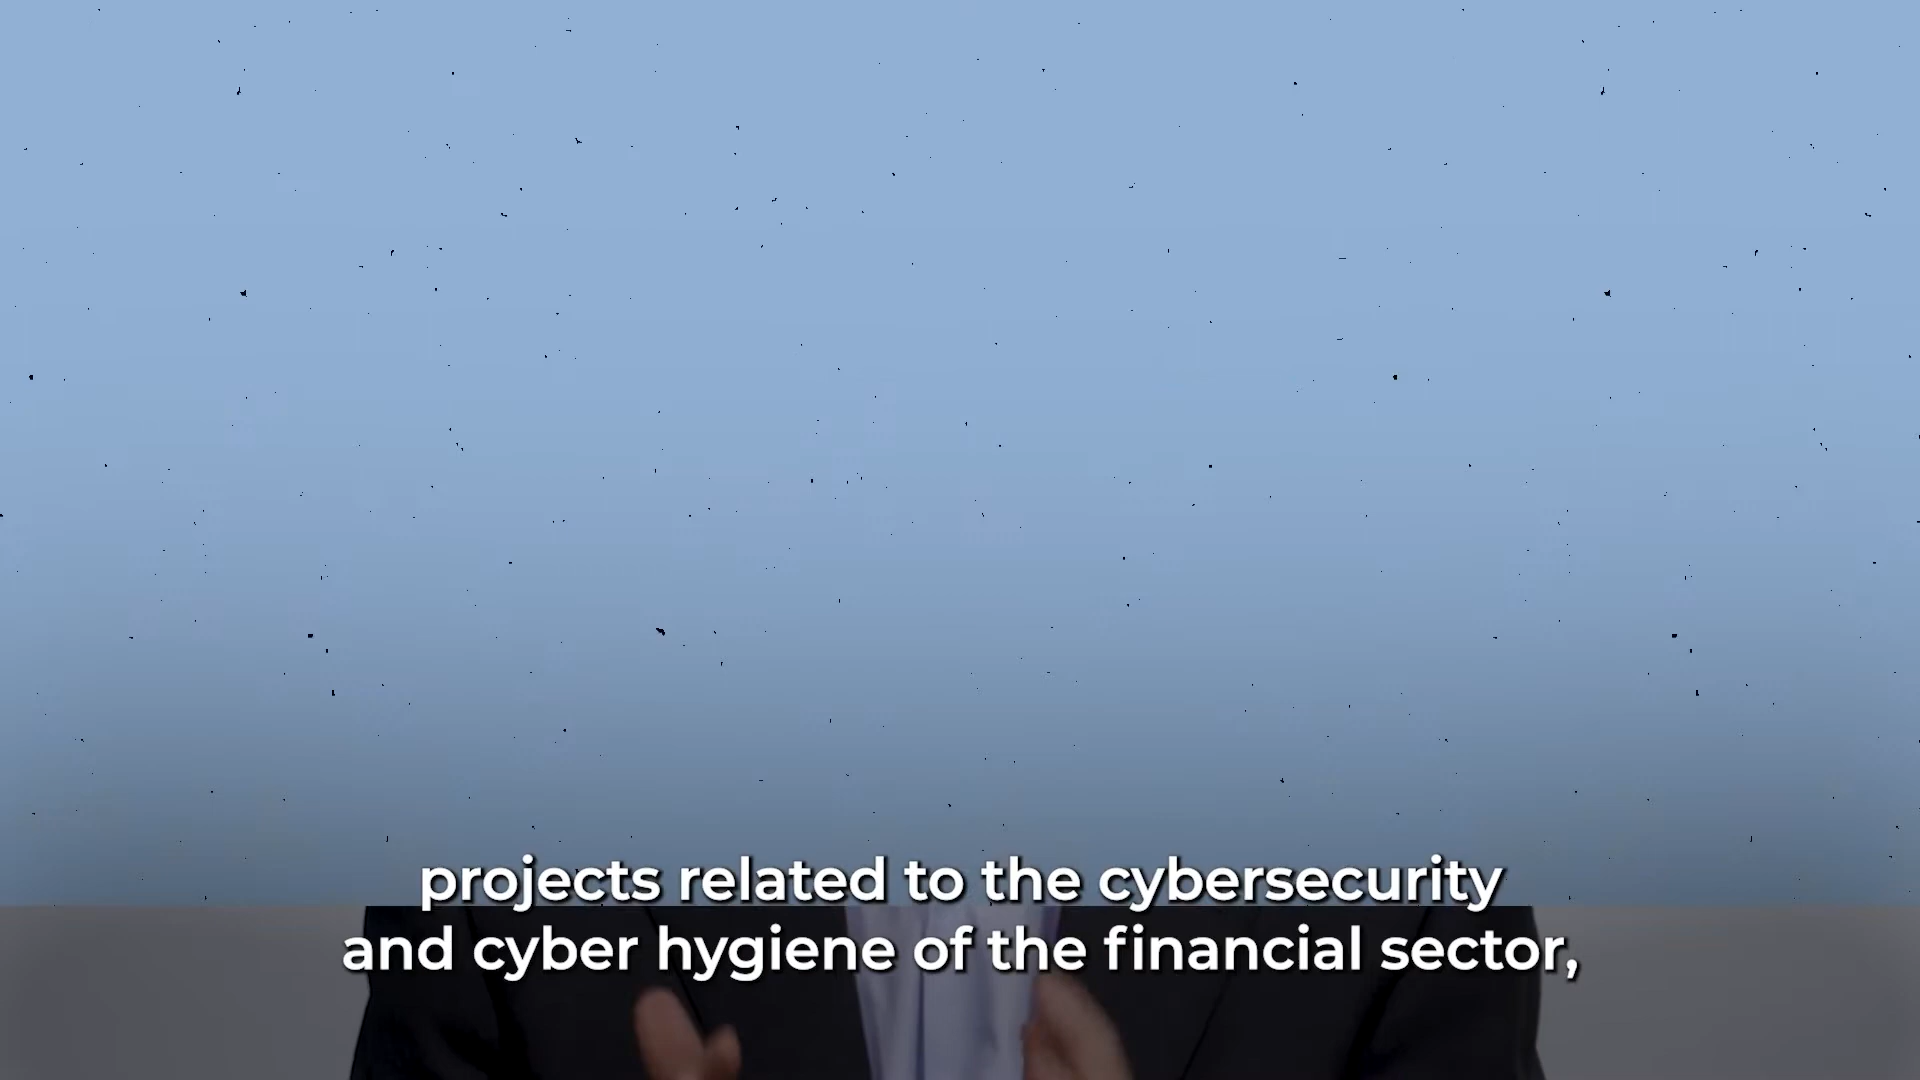 projects related to the cybersecurity
and cyber hygiene of the financial sector,